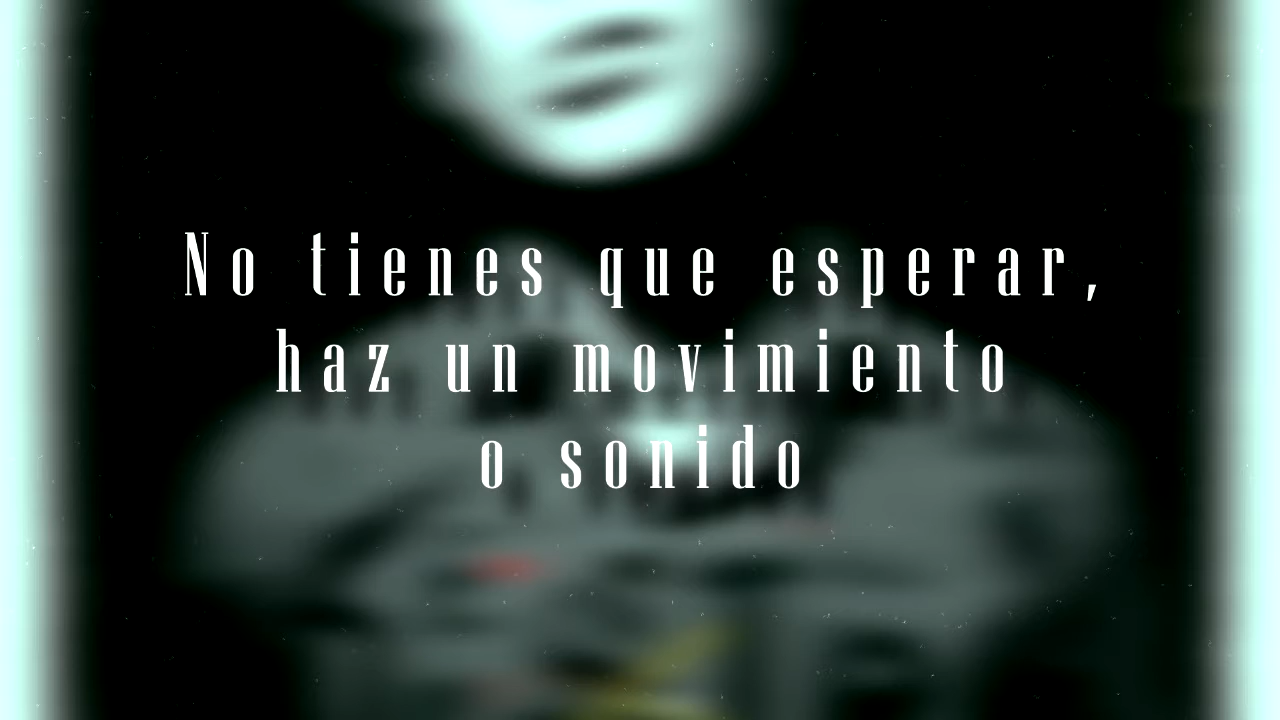 No tienes que esperar,
haz un movimiento
o sonido